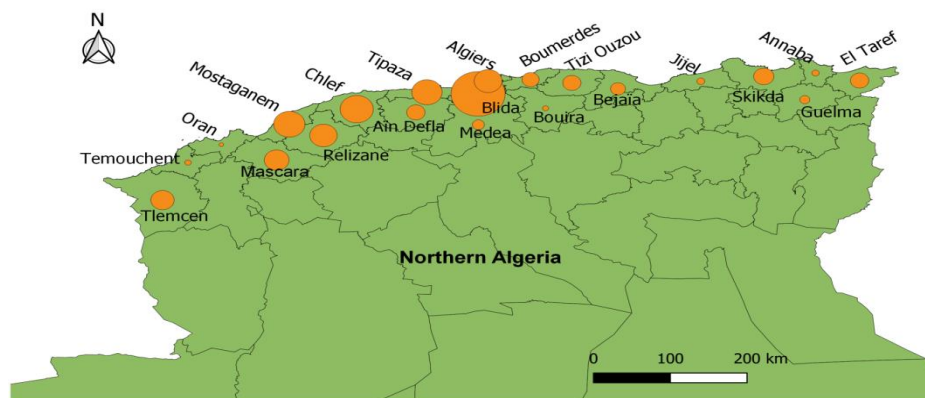 N
Mostaganem
Chlef
Tipaza
Algiers
Boumerdes
Tizi Ouzou
Jijel
Annaba
El Taref
Oran
Temouchent
Tlemcen
Mascara
Relizane
Ain Defla
Medea
Blida
Bouira
Bejaïa
Skikda
Guelma
Northern Algeria
0 100 200 km